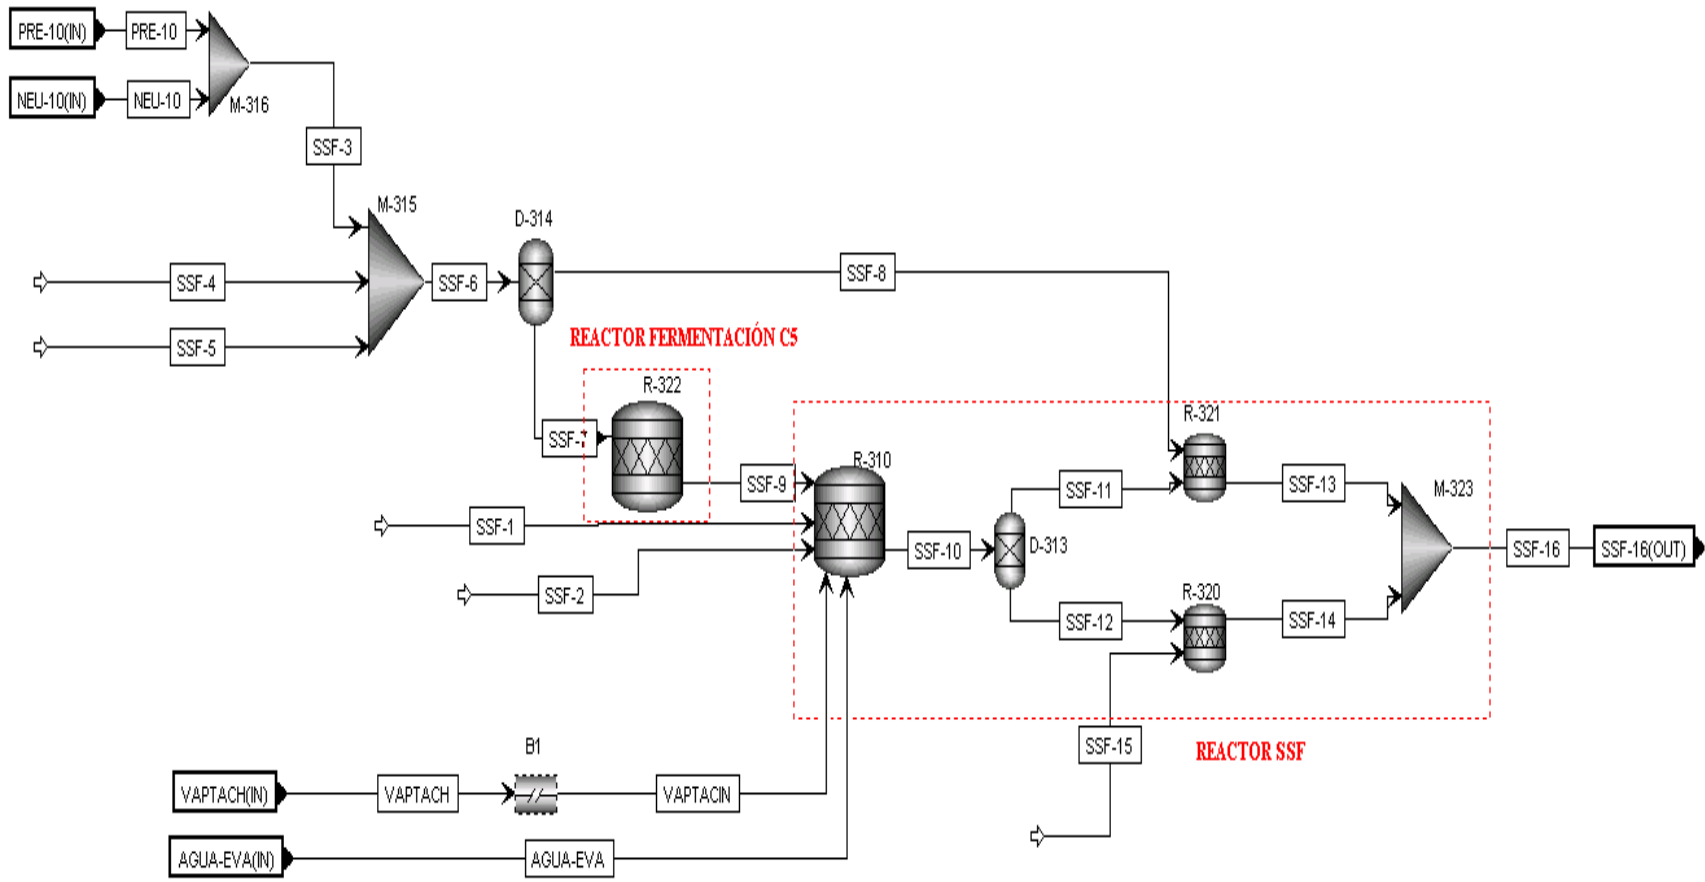 PRE-10(IN)
PRE-10
NEU-10(IN)
NEU-10
M-316
SSF-3
M-315
SSF-4
SSF-5
SSF-6
D-314
SSF-8
REACTOR FERMENTACIÓN C5
R-322
SSF-7
SSF-9
R-310
SSF-1
SSF-2
SSF-10
D-313
SSF-11
SSF-12
R-321
R-320
SSF-13
SSF-14
M-323
SSF-16
SSF-16(OUT)
SSF-15
REACTOR SSF
B1
VAPTACH(IN)
VAPTACH
VAPTACIN
AGUA-EVA(IN)
AGUA-EVA